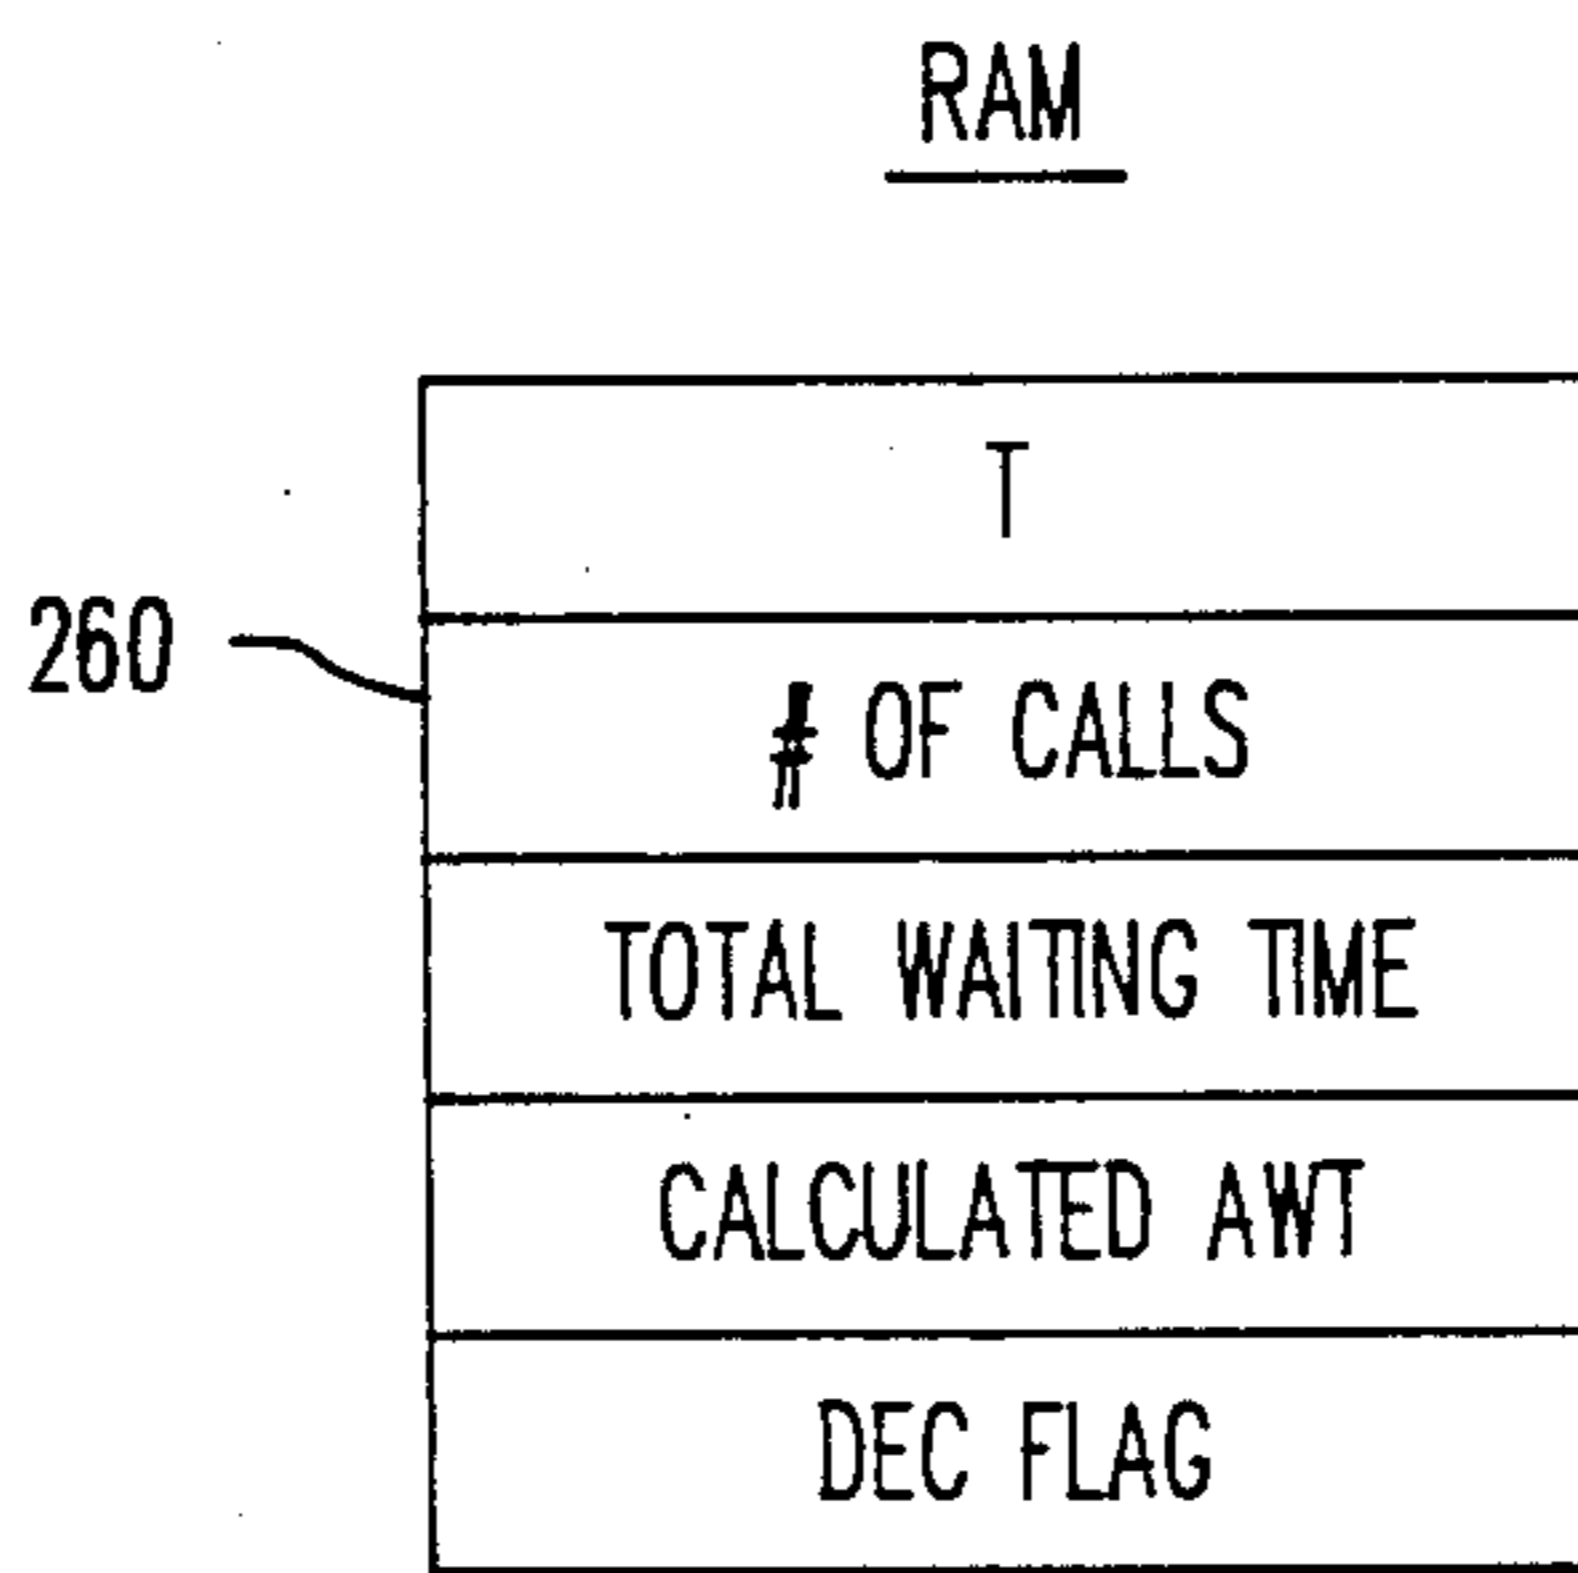 RAM
T
260
# OF CALLS
TOTAL WAITING TIME
CALCULATED AWT
DEC FLAG